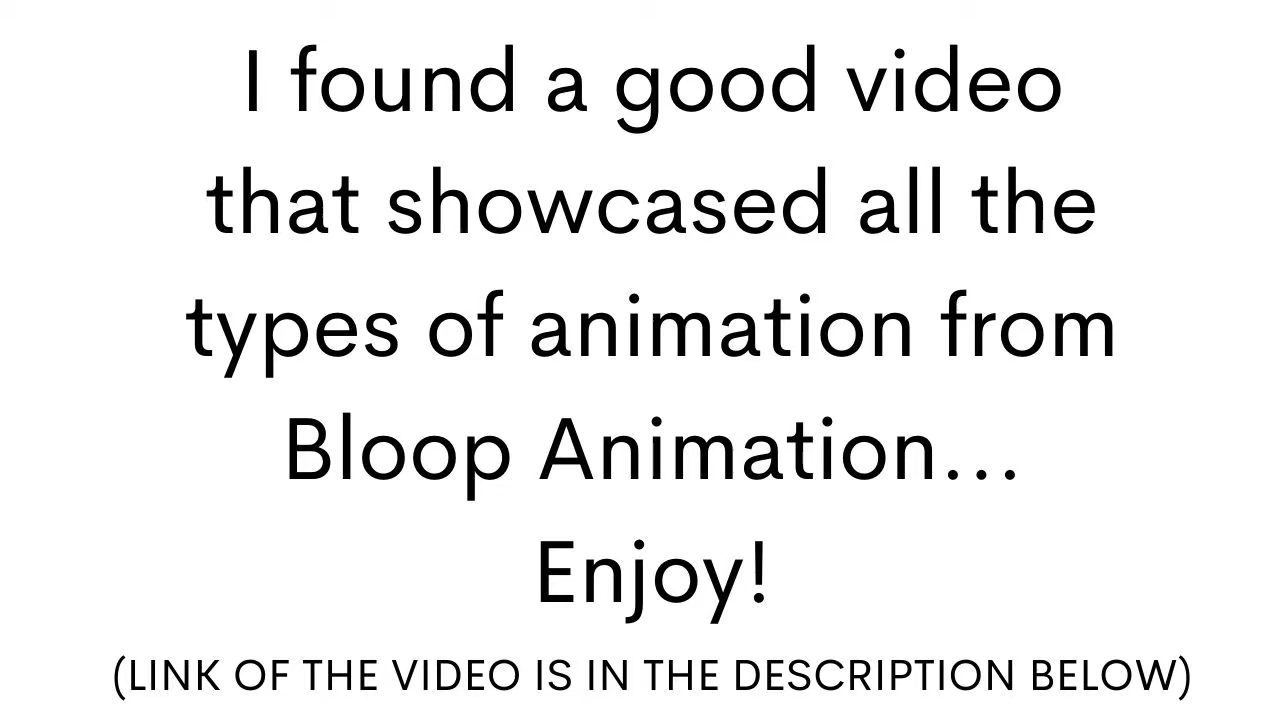 I found a good video
that showcased all the
types of animation from
Bloop Animation...
Enjoy!
(LINK OF THE VIDEO IS IN THE DESCRIPTION BELOW)